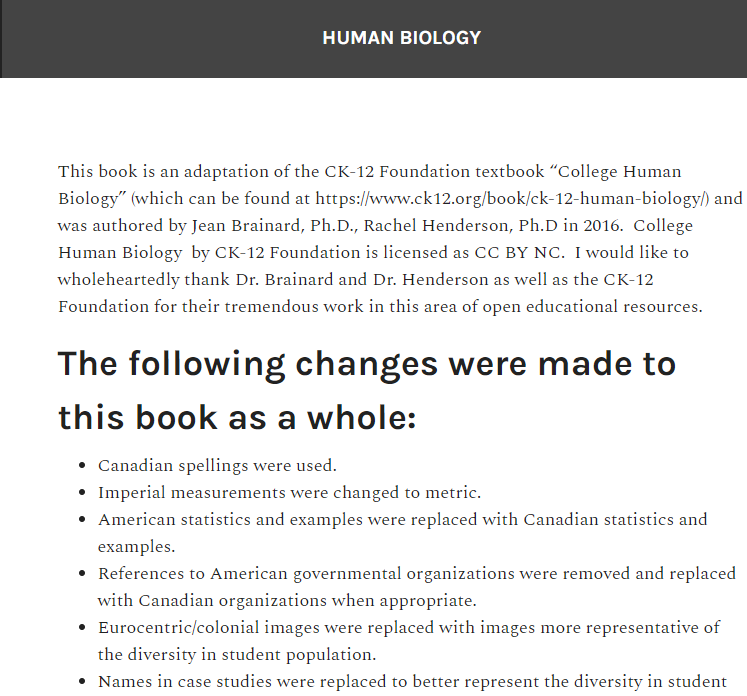 HUMAN BIOLOGY
This book is an adaptation of the CK-12 Foundation textbook “College Human
Biology” (which can be found at https://www.ck12.org/book/ck-12-human-biology/) and
was authored by Jean Brainard, Ph.D., Rachel Henderson, Ph.D in 2016.  College
Human Biology  by CK-12 Foundation is licensed as CC BY NC.  I would like to
wholeheartedly thank Dr. Brainard and Dr. Henderson as well as the CK-12
Foundation for their tremendous work in this area of open educational resources.
The following changes were made to
this book as a whole:
• Canadian spellings were used.
• Imperial measurements were changed to metric.
• American statistics and examples were replaced with Canadian statistics and
examples.
• References to American governmental organizations were removed and replaced
with Canadian organizations when appropriate.
• Eurocentric/colonial images were replaced with images more representative of
the diversity in student population.
• Names in case studies were replaced to better represent the diversity in student